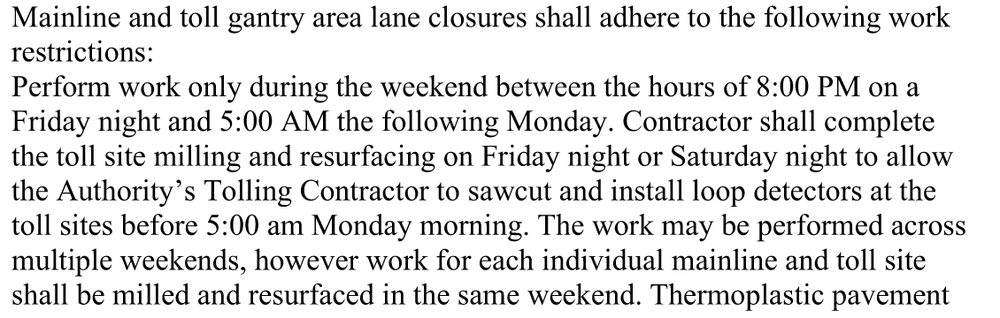 Mainline and toll gantry area lane closures shall adhere to the following work
restrictions:
Perform work only during the weekend between the hours of 8:00 PM on a
Friday night and 5:00 AM the following Monday. Contractor shall complete
the toll site milling and resurfacing on Friday night or Saturday night to allow
the Authority’s Tolling Contractor to sawcut and install loop detectors at the
toll sites before 5:00 am Monday morning. The work may be performed across
multiple weekends, however work for each individual mainline and toll site
shall be milled and resurfaced in the same weekend. Thermoplastic pavement